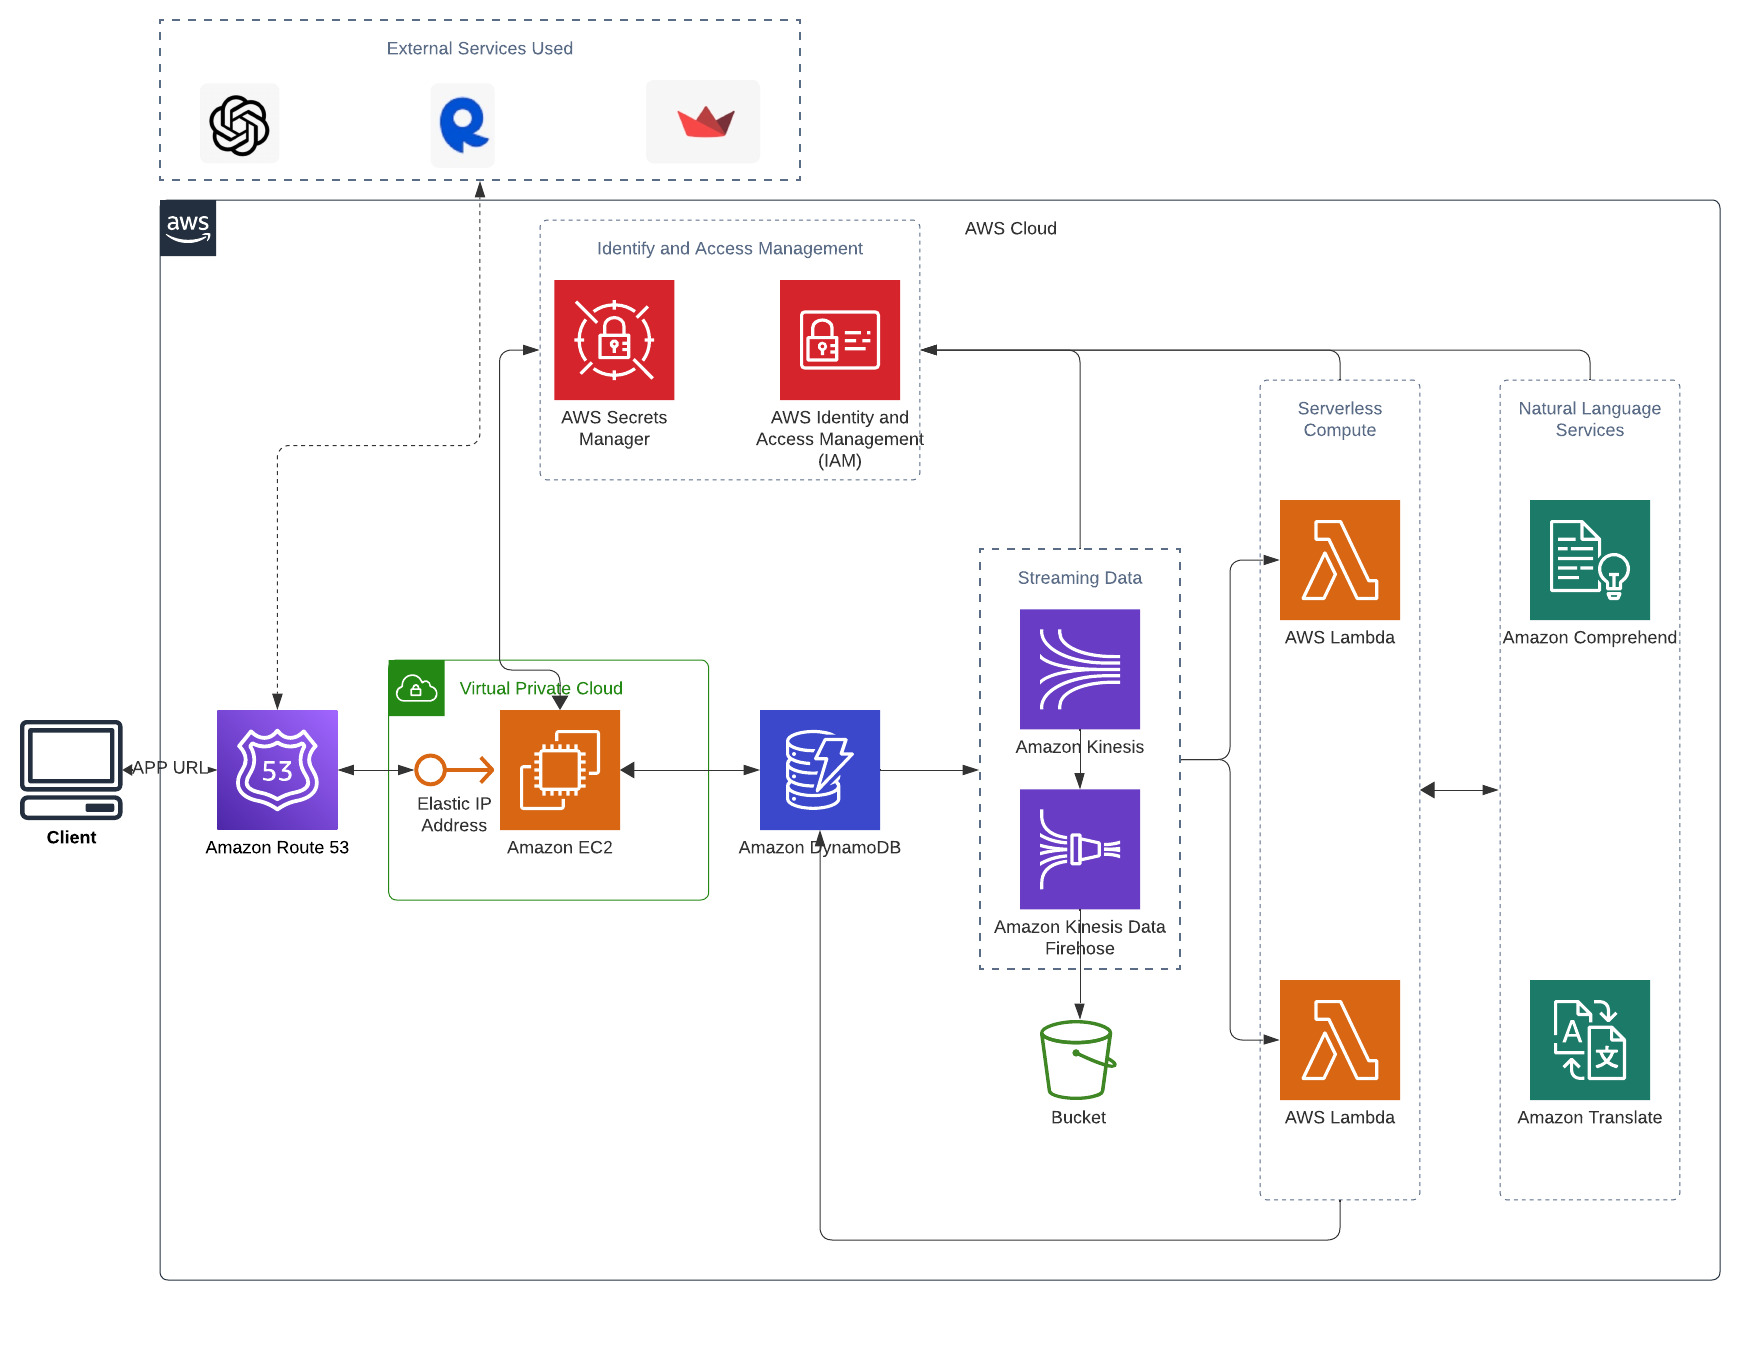 External Services Used
aws
AWS Cloud
Identify and Access Management
AWS Secrets
Manager
AWS Identity and
Access Management
(IAM)
Serverless
Compute
Natural Language
Services
Streaming Data
AWS Lambda
Amazon Comprehend
Virtual Private Cloud
Amazon Kinesis
APP URL
53
Elastic IP
Address
Client
Amazon Route 53
Amazon EC2
Amazon DynamoDB
Amazon Kinesis Data
Firehose
A
文
Bucket
AWS Lambda
Amazon Translate